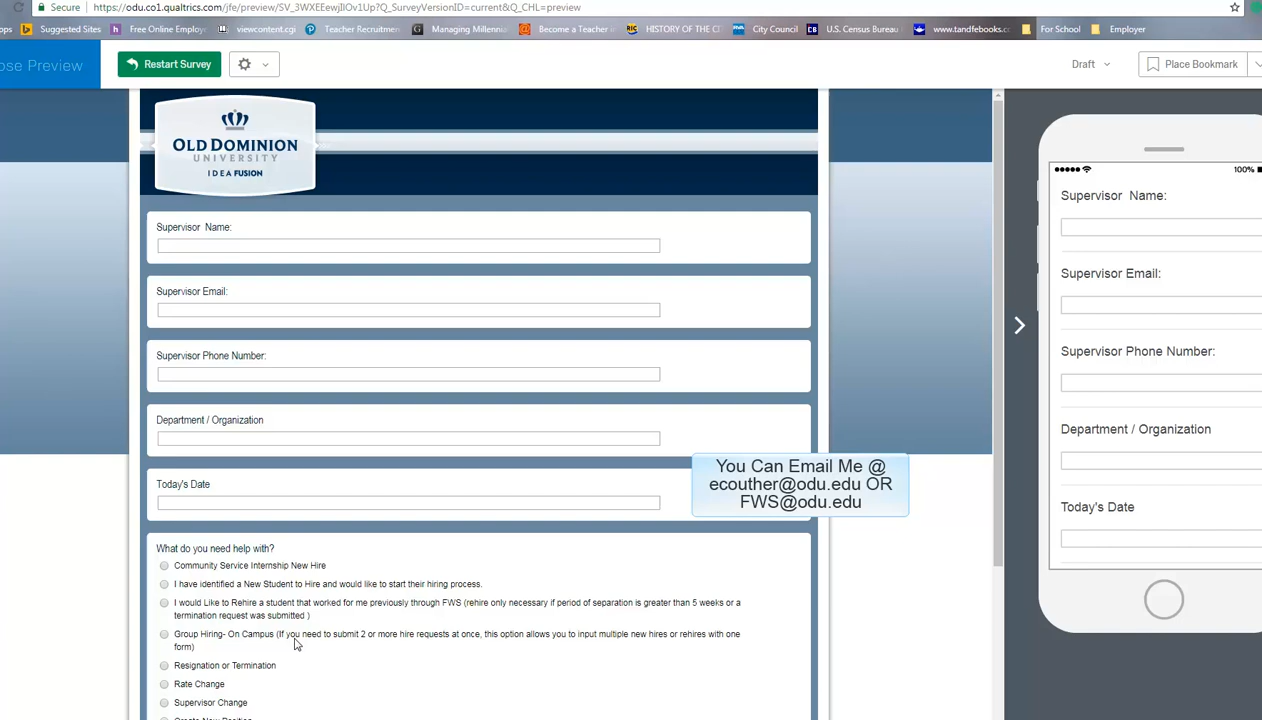 Secure https://odu.co1.qualtrics.com/jfe/preview/SV_3WXEEewjlIOv1Up?Q_SurveyVersionID=current&Q_CHL=preview
pps Suggested Sites Free Online Employe viewcontent.cgi Teacher Recruitmen Managing Millennia Become a Teacher in HISTORY OF THE CIT City Council U.S. Census Bureau www.tandfebooks.co For School Employer
ose Preview Restart Survey Draft Place Bookmark
OLD DOMINION
UNIVERSITY
IDEA FUSION
Supervisor Name:
Supervisor Email:
Supervisor Phone Number:
Department / Organization
Today's Date
You Can Email Me @
ecouther@odu.edu OR
FWS@odu.edu
What do you need help with?
Community Service Internship New Hire
I have identified a New Student to Hire and would like to start their hiring process.
I would Like to Rehire a student that worked for me previously through FWS (rehire only necessary if period of separation is greater than 5 weeks or a
termination request was submitted )
Group Hiring- On Campus (If you need to submit 2 or more hire requests at once, this option allows you to input multiple new hires or rehires with one
form)
Resignation or Termination
Rate Change
Supervisor Change
Create New Position
100%
Supervisor Name:
Supervisor Email:
Supervisor Phone Number:
Department / Organization
Today's Date